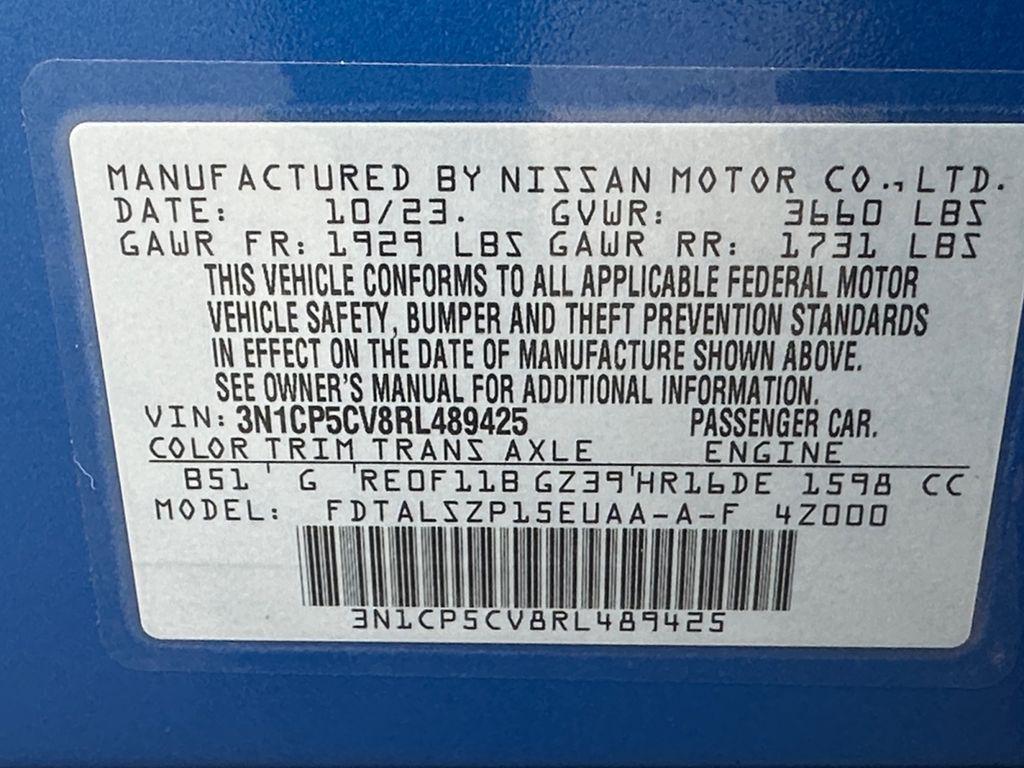 MANUFACTURED BY NISSAN MOTOR CO., LTD.
DATE: 10/23. GVWR: 3660 LBS
GAWR FR: 1929 LBS GAWR RR: 1731 LBS
THIS VEHICLE CONFORMS TO ALL APPLICABLE FEDERAL MOTOR
VEHICLE SAFETY, BUMPER AND THEFT PREVENTION STANDARDS
IN EFFECT ON THE DATE OF MANUFACTURE SHOWN ABOVE.
SEE OWNER'S MANUAL FOR ADDITIONAL INFORMATION.
VIN: 3N1CP5CV8RL489425 PASSENGER CAR.
COLOR TRIM TRANS AXLE ENGINE
B51 ' G 'RE0F11B GZ39'HR16DE 1598 CC
MODEL: FDTALSZP15EUAA-A-F 4Z000
3N1CP5CV8RL489425